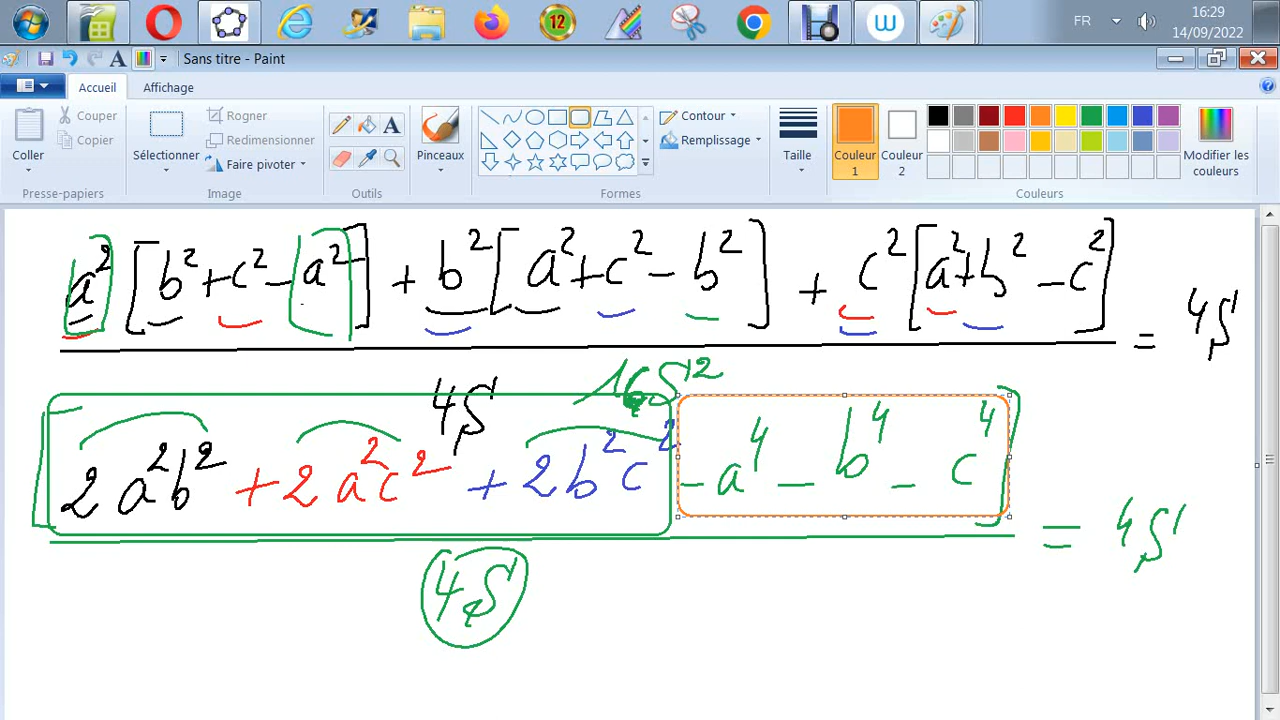 12
W
FR
16:29
14/09/2022
Sans titre - Paint
Accueil
Affichage
Coller
Couper
Copier
Presse-papiers
Sélectionner
Rogner
Redimensionner
Faire pivoter
Image
A
Outils
Pinceaux
Formes
Contour
Remplissage
Taille
Couleur 1
Couleur 2
Modifier les couleurs
Couleurs
a² [b² + c² - a²] + b² [a² + c² - b²] + c² [a² + b² - c²] = 4S
4S
16S²
[2a²b² + 2a²c² + 2b²c² - a⁴ - b⁴ - c⁴] = 4S
4S